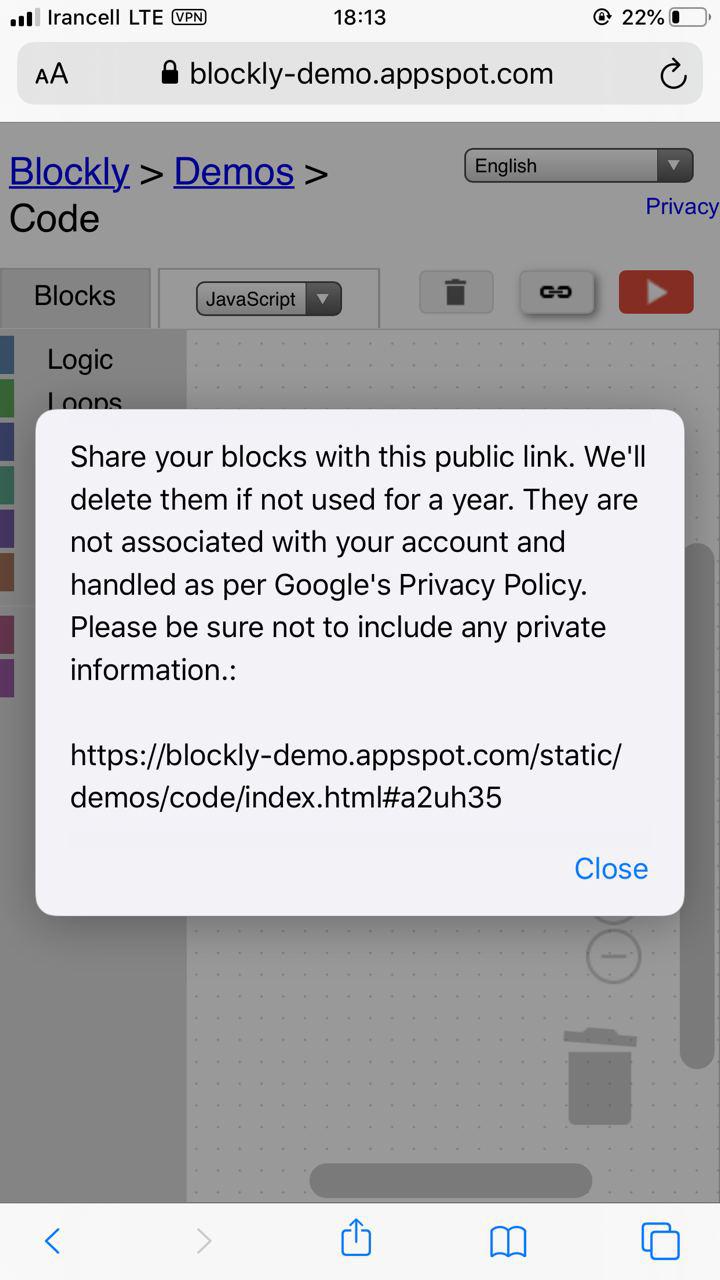 Irancell LTE VPN 18:13 22%
AA blockly-demo.appspot.com
Blockly > Demos > English
Privacy
Code
Blocks JavaScript
Logic
Loops
Share your blocks with this public link. We'll
delete them if not used for a year. They are
not associated with your account and
handled as per Google's Privacy Policy.
Please be sure not to include any private
information.:
https://blockly-demo.appspot.com/static/
demos/code/index.html#a2uh35
Close